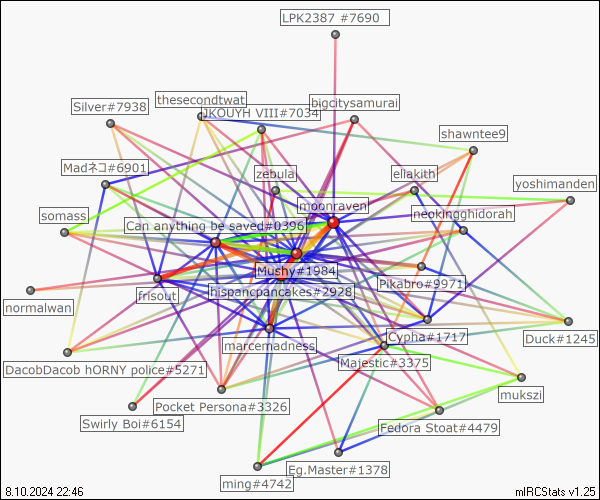 LPK2387 #7690
thesecondtwat
Silver#7938
JKOUYH VIII#7034
bigcitysamurai
shawntee9
Madネコ#6901
zebula
eliakith
yoshimanden
moonraven
somass
Can anything be saved#0396
neokingghidorah
Mushy#1984
Pikabro#9971
frisout
hispancpancakes#2928
normalwan
marcemadness
Cypha#1717
Duck#1245
Majestic#3375
DacobDacob hORNY police#5271
mukszi
Pocket Persona#3326
Swirly Boi#6154
Fedora Stoat#4479
Eg.Master#1378
ming#4742
8.10.2024 22:46
mIRCStats v1.25